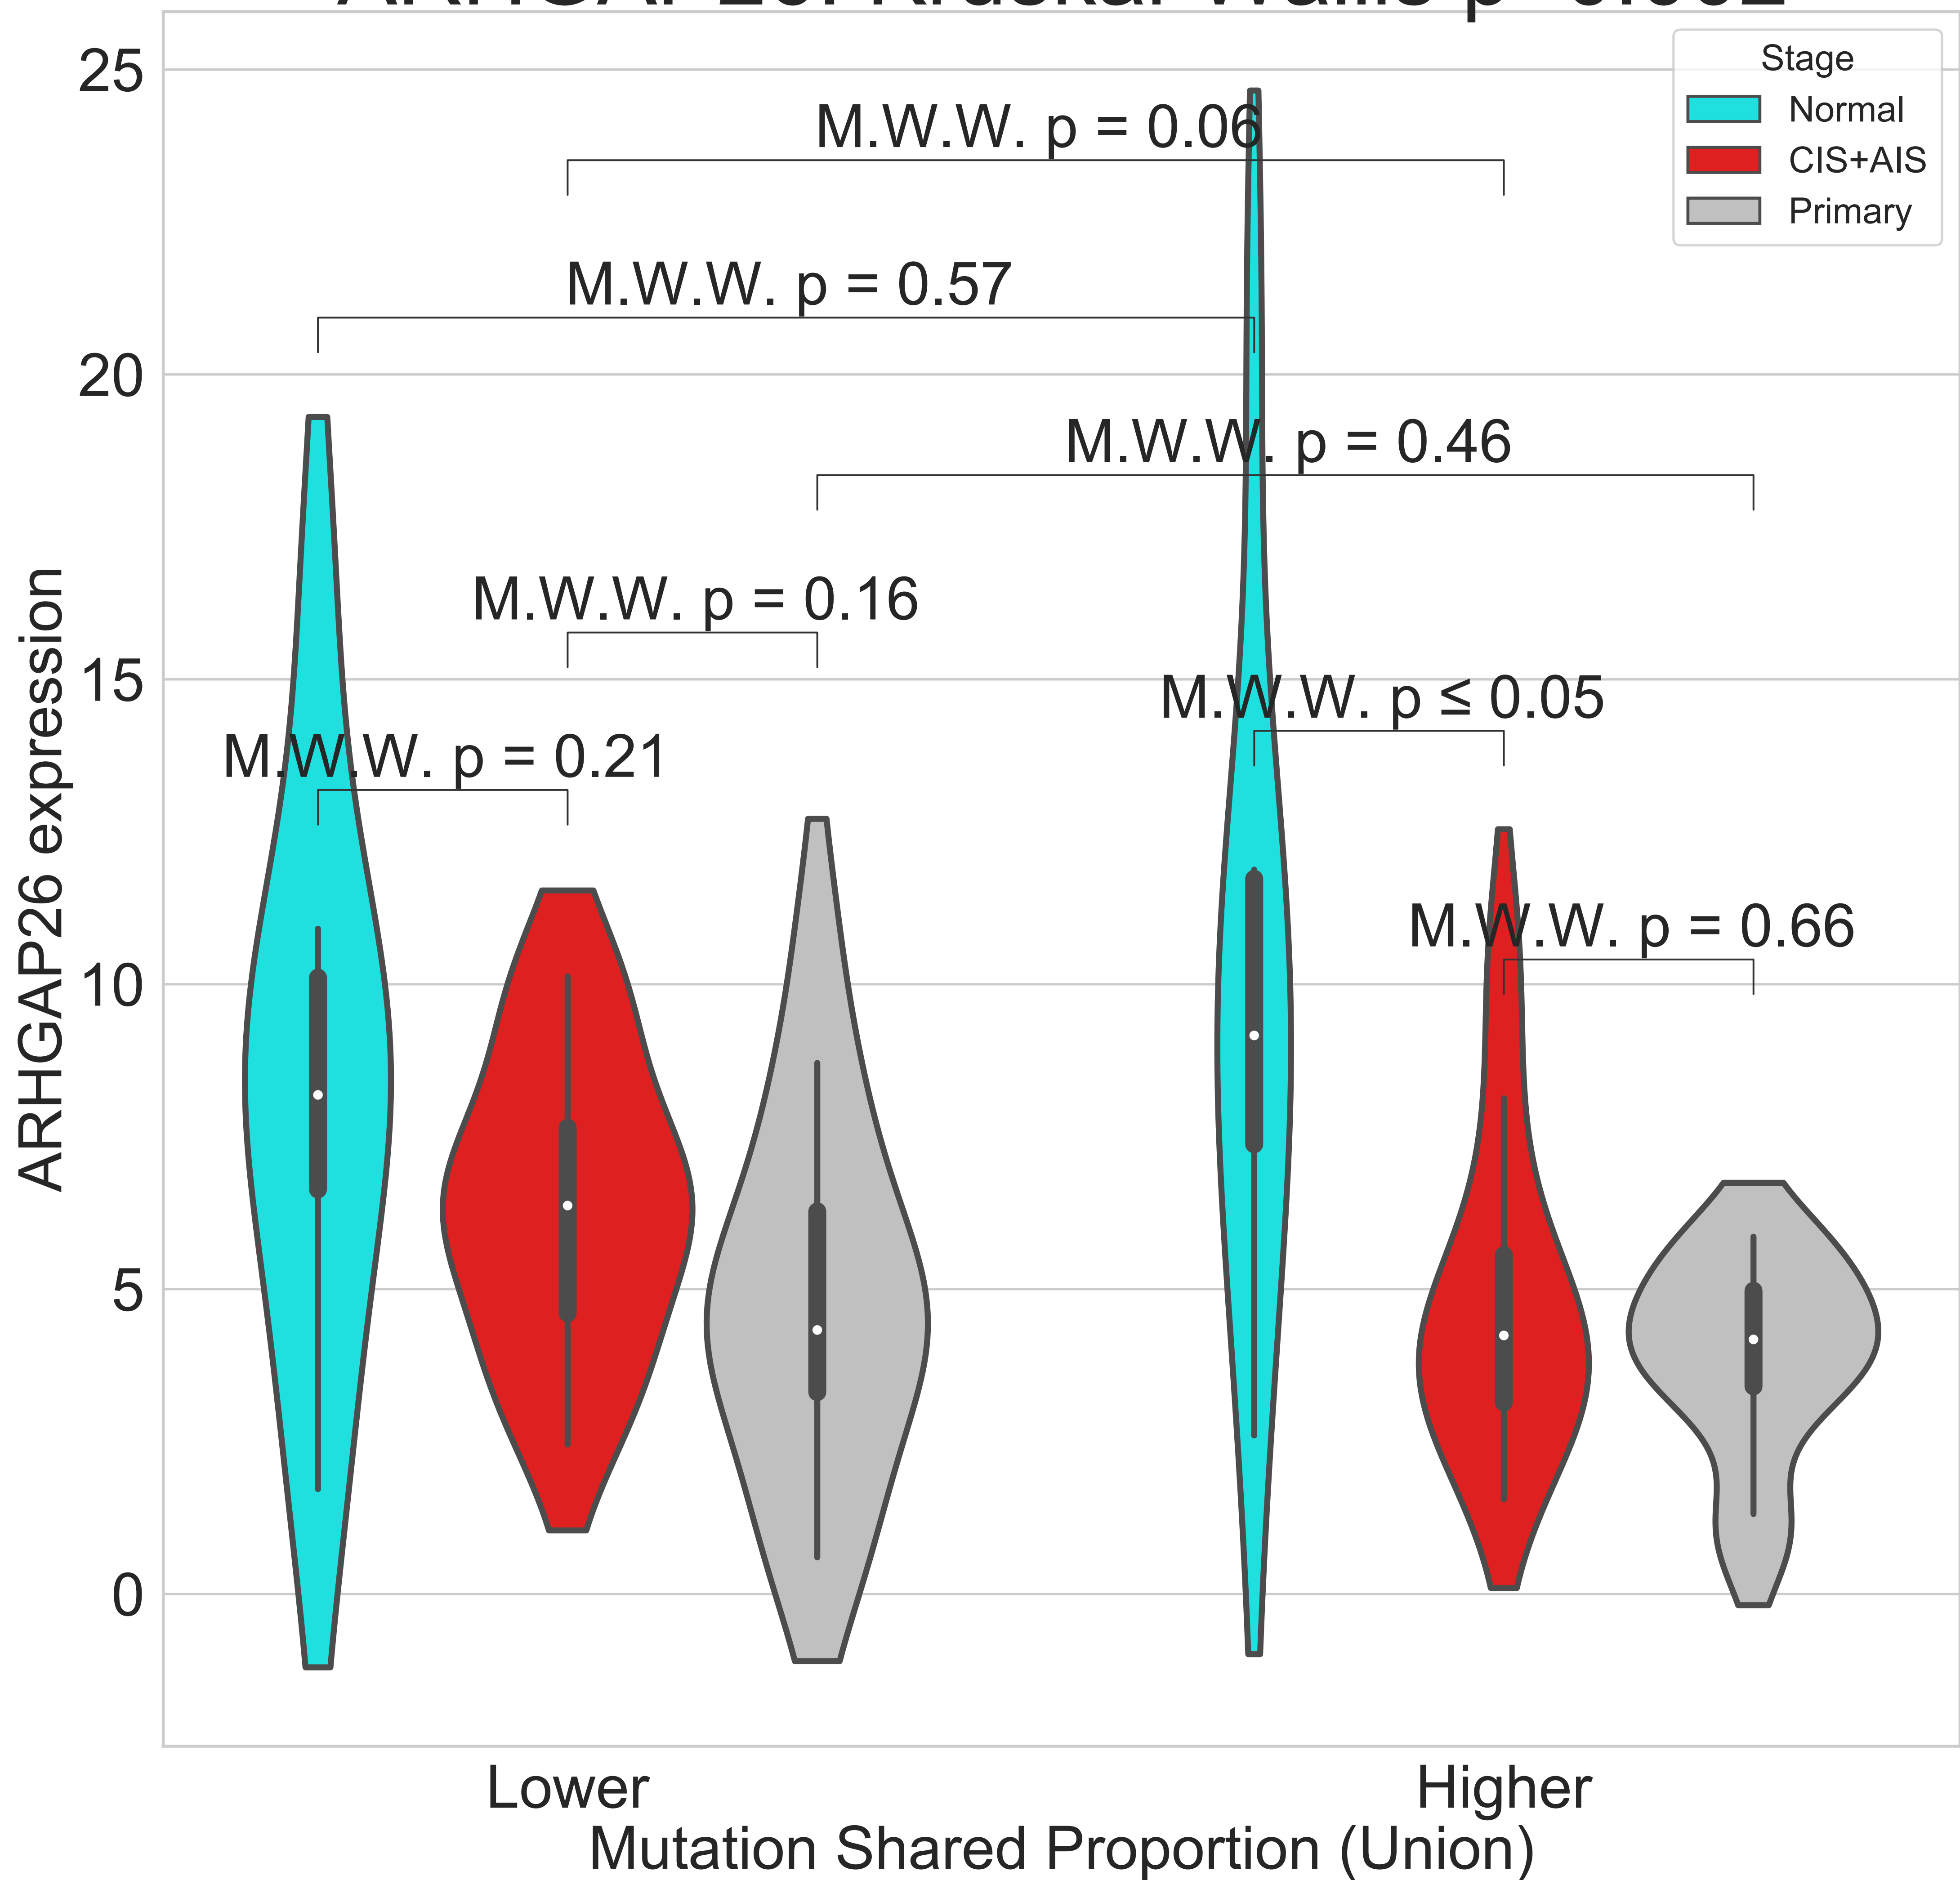 25
20
15
10
5
0
ARHGAP26 expression
Stage
Normal
CIS+AIS
Primary
M.W.W. p = 0.06
M.W.W. p = 0.57
M.W.W. p = 0.46
M.W.W. p = 0.16
M.W.W. p ≤ 0.05
M.W.W. p = 0.21
M.W.W. p = 0.66
Lower
Higher
Mutation Shared Proportion (Union)